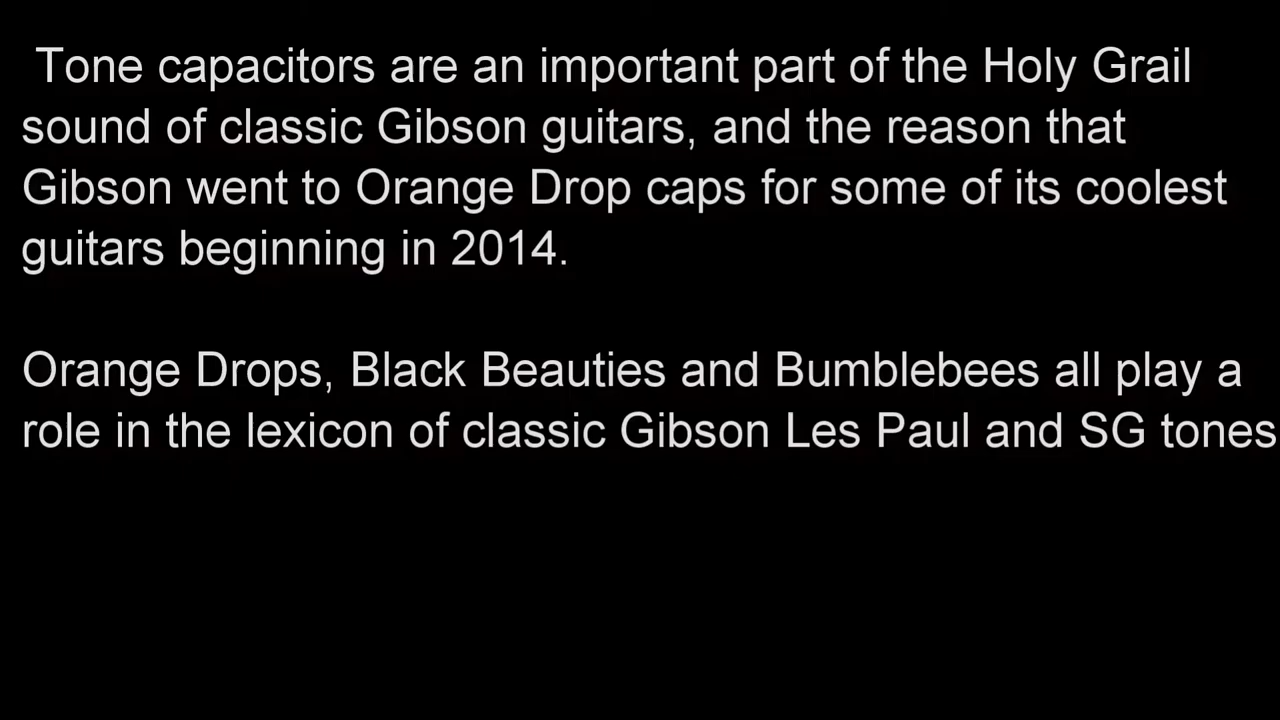 Tone capacitors are an important part of the Holy Grail
sound of classic Gibson guitars, and the reason that
Gibson went to Orange Drop caps for some of its coolest
guitars beginning in 2014.
Orange Drops, Black Beauties and Bumblebees all play a
role in the lexicon of classic Gibson Les Paul and SG tones